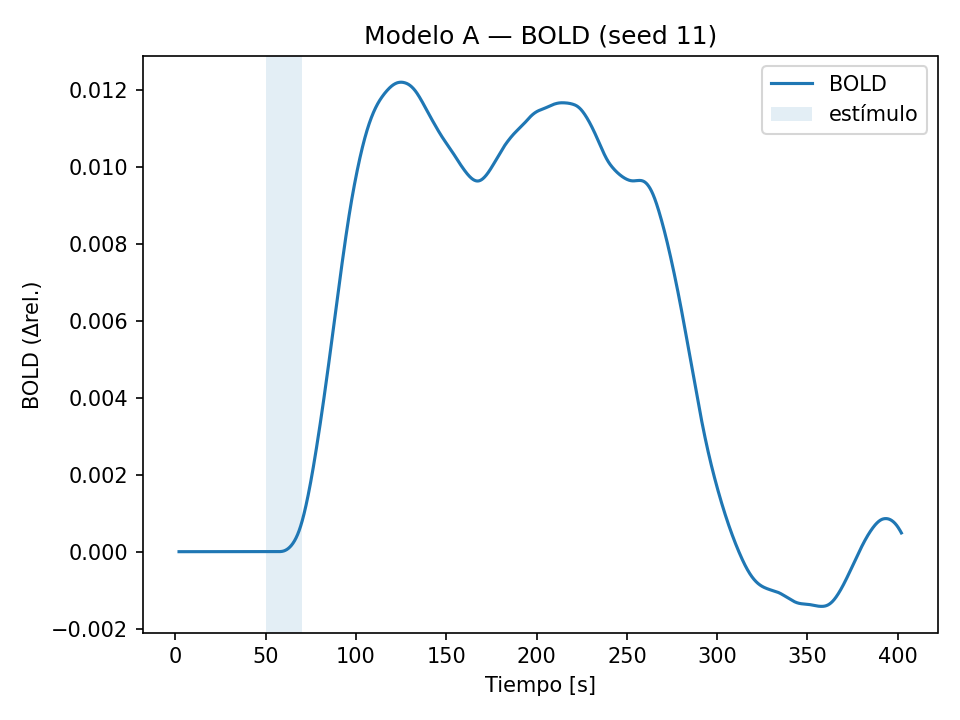 Modelo A — BOLD (seed 11)
BOLD
estímulo
BOLD (Δrel.)
0.012
0.010
0.008
0.006
0.004
0.002
0.000
−0.002
0 50 100 150 200 250 300 350 400
Tiempo [s]